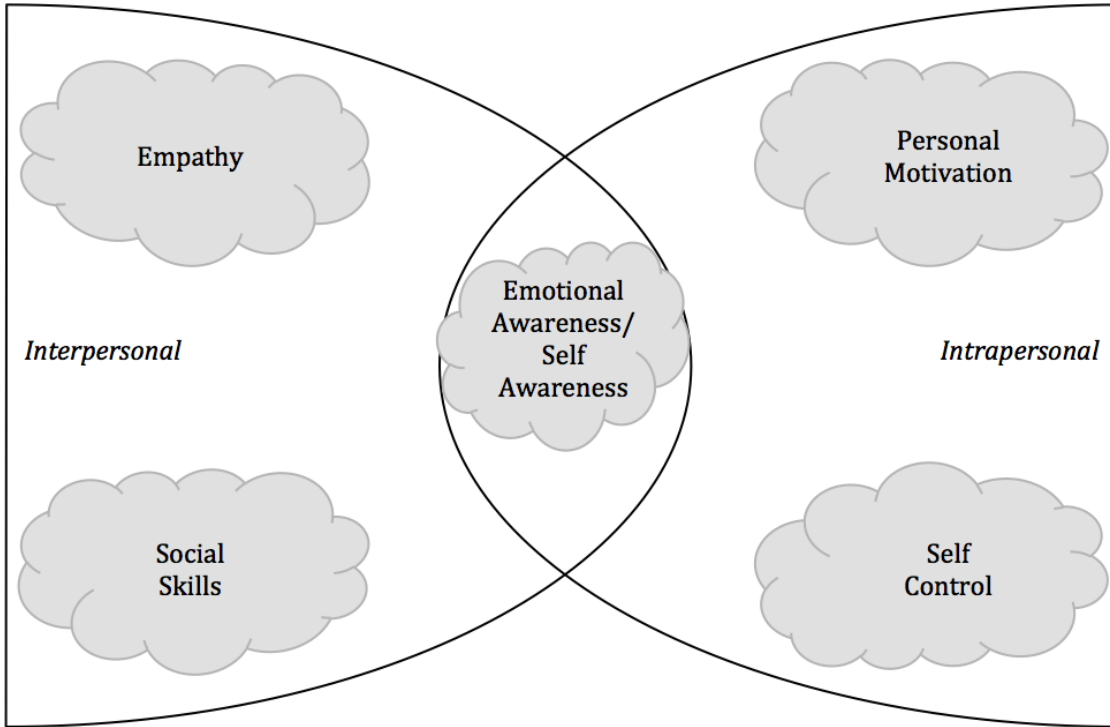 Empathy
Personal
Motivation
Emotional
Awareness/
Self
Awareness
Interpersonal
Intrapersonal
Social
Skills
Self
Control